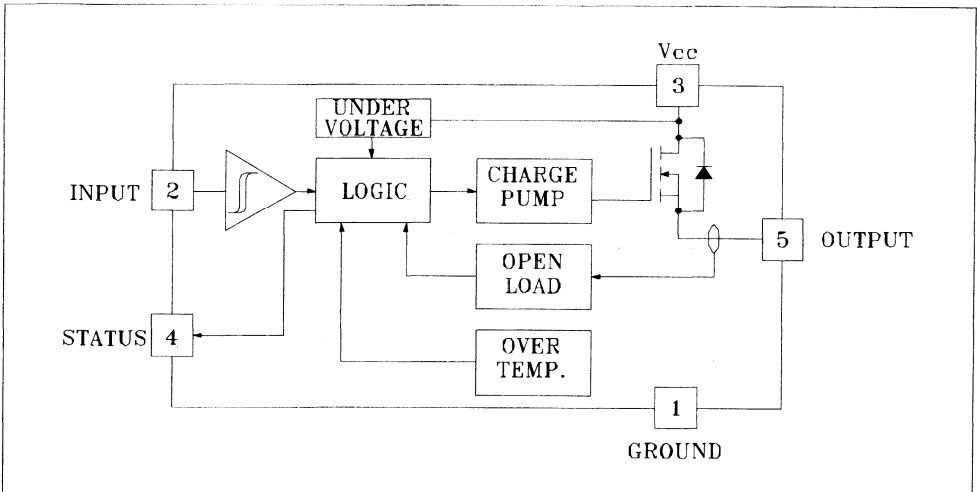 Vcc
3
UNDER
VOLTAGE
INPUT
2
LOGIC
CHARGE
PUMP
5
OUTPUT
OPEN
LOAD
STATUS
4
OVER
TEMP.
1
GROUND